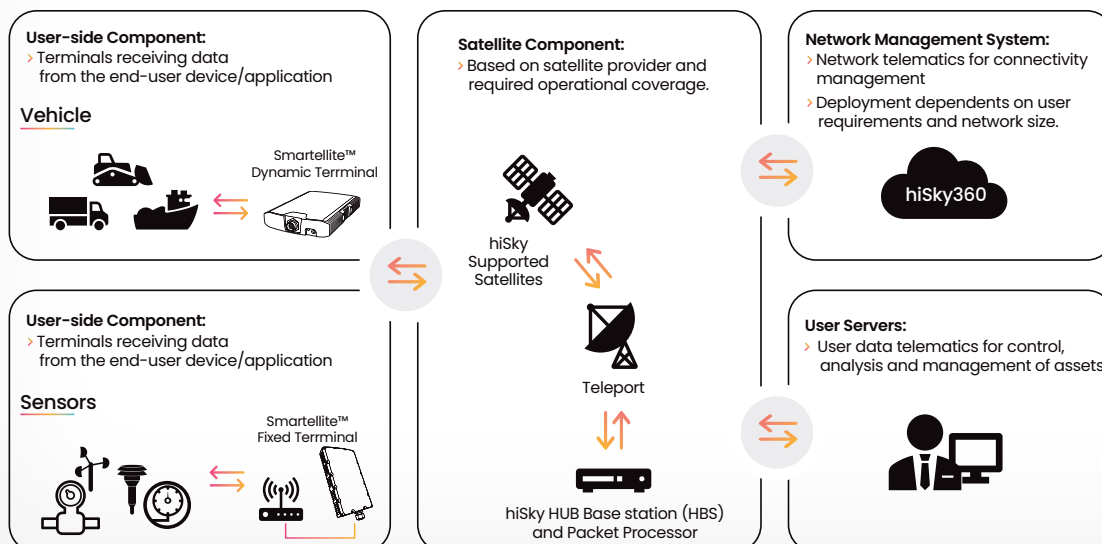 User-side Component:
› Terminals receiving data
from the end-user device/application
Vehicle
Smartellite™
Dynamic Terrminal
User-side Component:
› Terminals receiving data
from the end-user device/application
Sensors
Smartellite™
Fixed Terrminal
Satellite Component:
› Based on satellite provider and
required operational coverage.
hiSky
Supported
Satellites
Teleport
hiSky HUB Base station (HBS)
and Packet Processor
Network Management System:
› Network telematics for connectivity
management
› Deployment dependents on user
requirements and network size.
hiSky360
User Servers:
› User data telematics for control,
analysis and management of assets